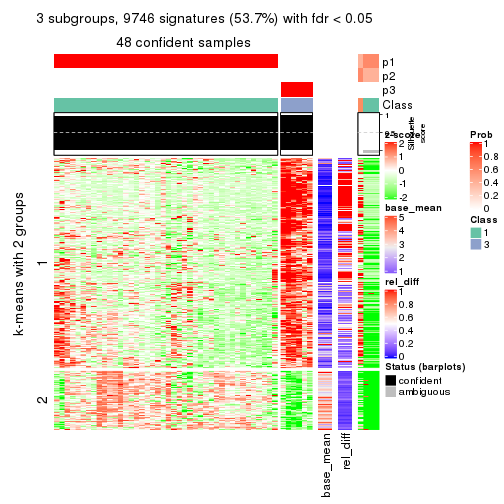 3 subgroups, 9746 signatures (53.7%) with fdr < 0.05
48 confident samples
p1
p2
p3
Class
1
0.5
Silhouette
score
k-means with 2 groups
1
2
base_mean
rel_diff
z-score
2
1
0
-1
-2
base_mean
5
4
3
2
1
rel_diff
1
0.8
0.6
0.4
0.2
0
Status (barplots)
confident
ambiguous
Prob
1
0.8
0.6
0.4
0.2
0
Class
1
3